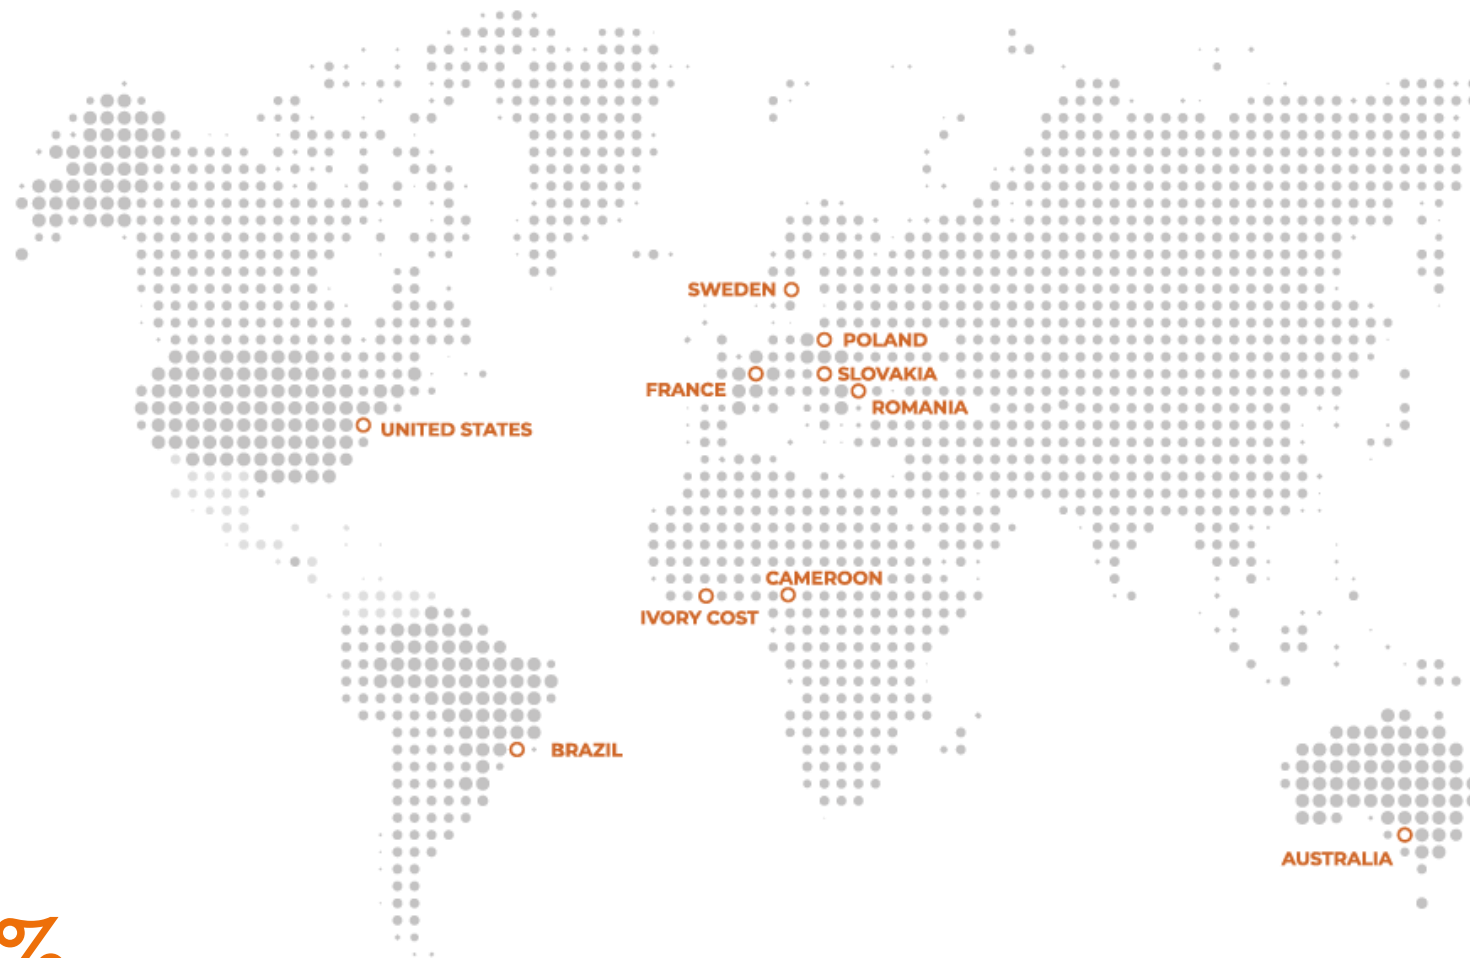 SWEDEN
POLAND
SLOVAKIA
FRANCE
ROMANIA
UNITED STATES
CAMEROON
IVORY COST
BRAZIL
AUSTRALIA
%